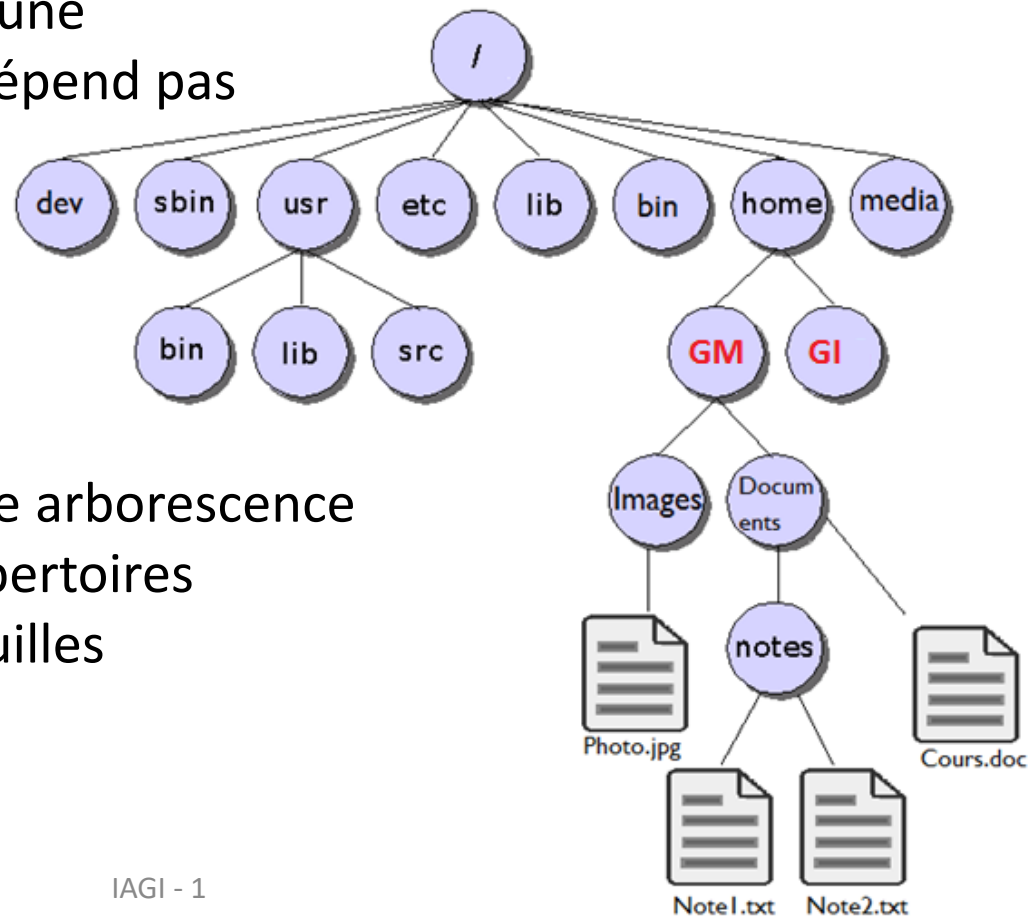 une
épend pas
/
dev sbin usr etc lib bin home media
bin lib src GM GI
e arborescence
Images Docum
ents
pertoires
uilles
notes
Photo.jpg
Cours.doc
IAGI - 1
Note1.txt Note2.txt